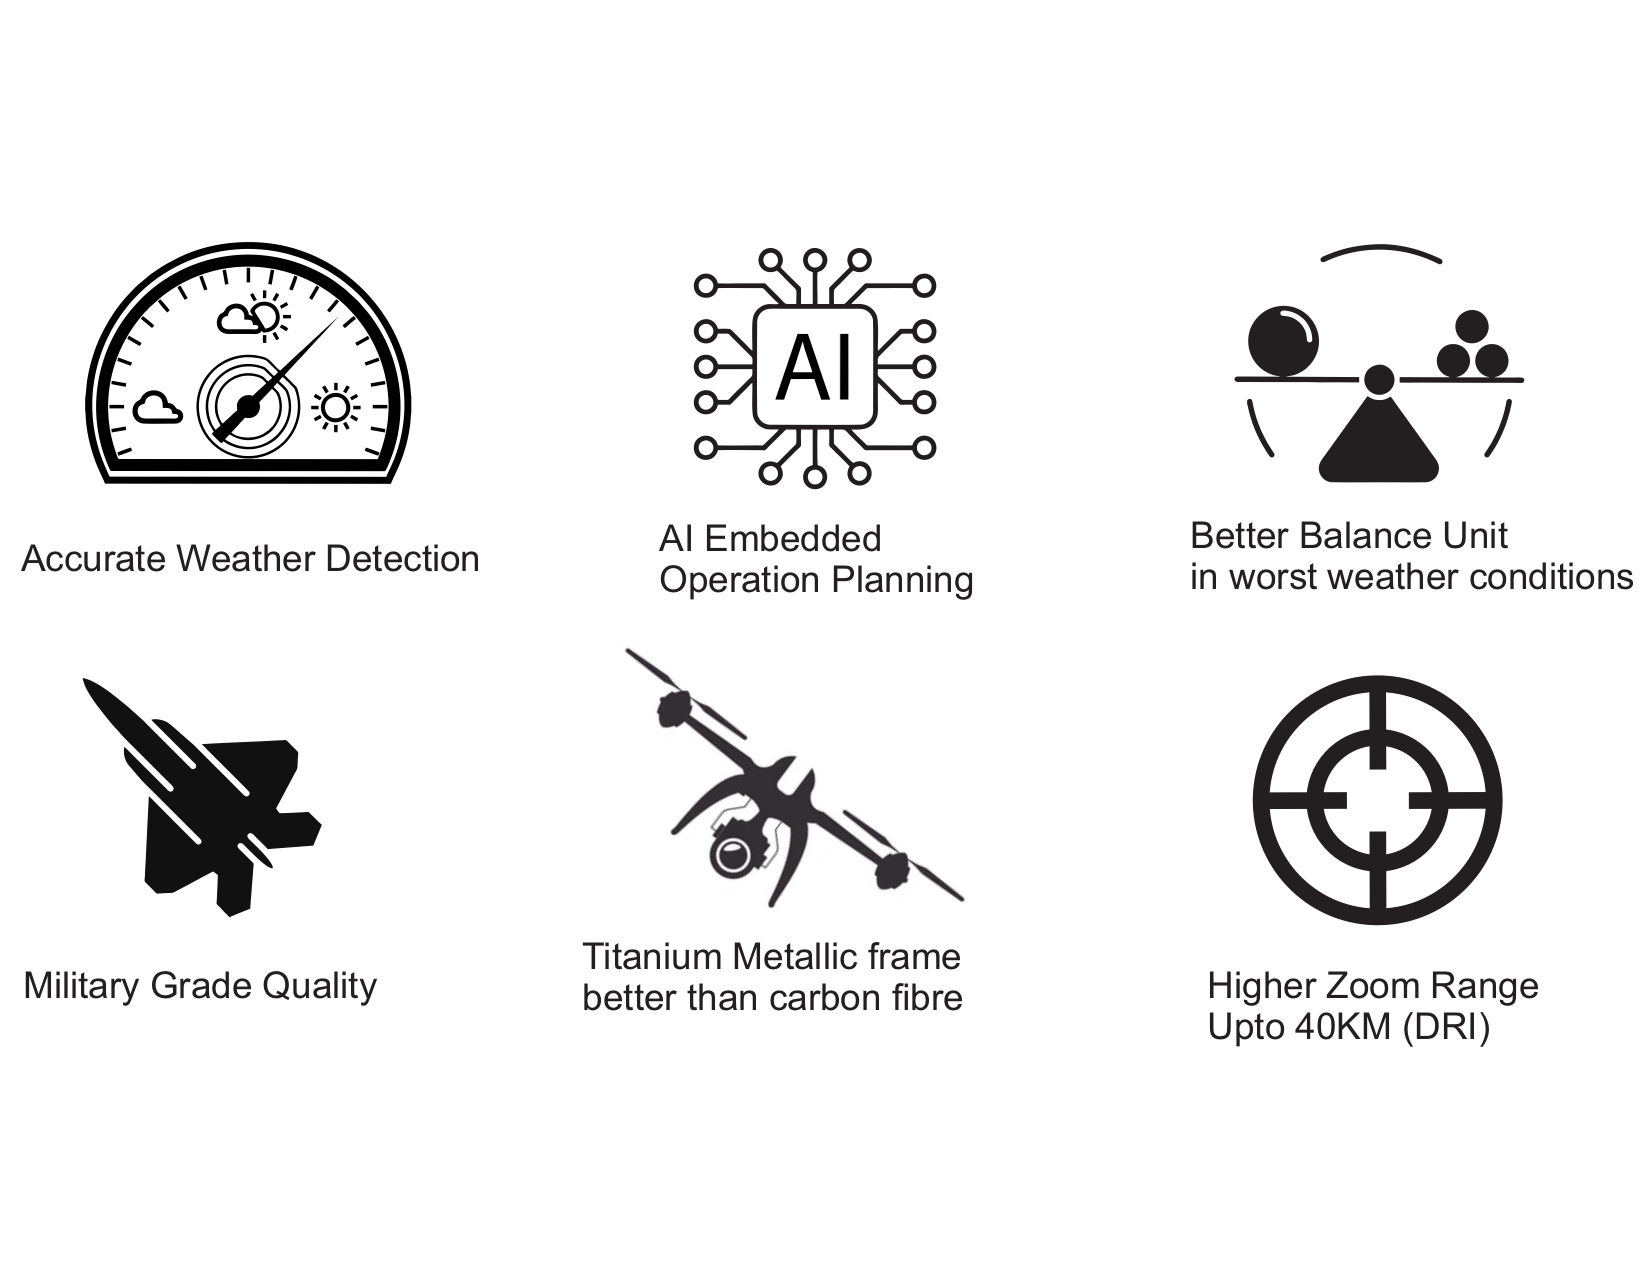 AI
Accurate Weather Detection
AI Embedded
Operation Planning
Better Balance Unit
in worst weather conditions
Military Grade Quality
Titanium Metallic frame
better than carbon fibre
Higher Zoom Range
Upto 40KM (DRI)